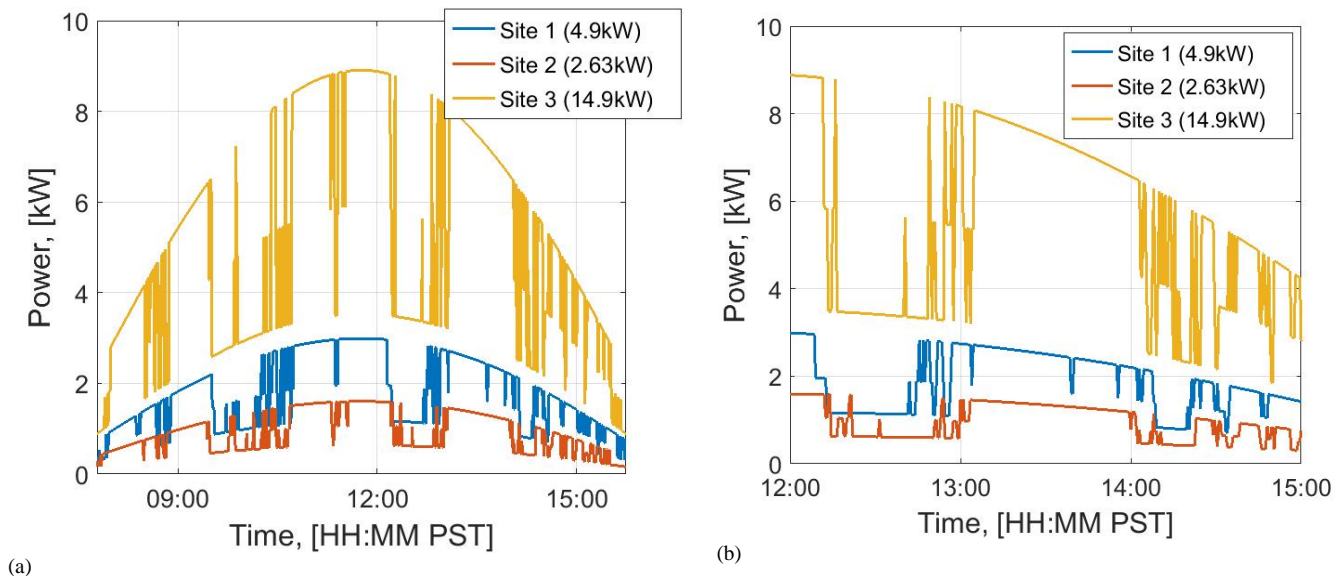 10
8
6
4
2
0
Power, [kW]
Site 1 (4.9kW)
Site 2 (2.63kW)
Site 3 (14.9kW)
09:00 12:00 15:00
Time, [HH:MM PST]
(a)
10
8
6
4
2
0
Power, [kW]
Site 1 (4.9kW)
Site 2 (2.63kW)
Site 3 (14.9kW)
12:00 13:00 14:00 15:00
Time, [HH:MM PST]
(b)